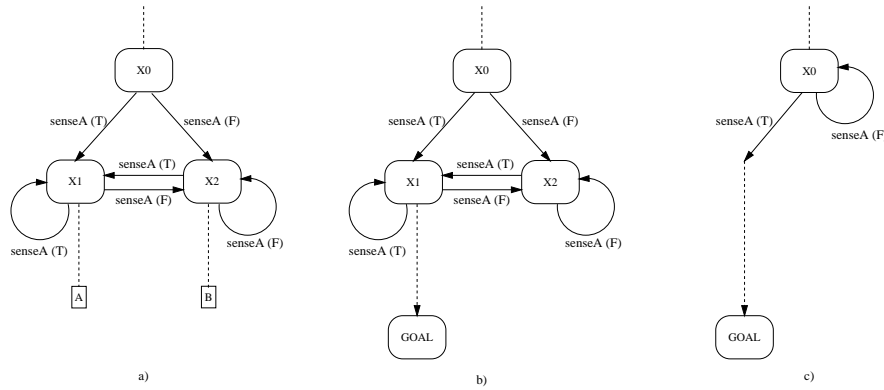 X0
senseA (T)
senseA (F)
senseA (T)
X1
X2
senseA (F)
senseA (T)
senseA (F)
A
B
a)
X0
senseA (T)
senseA (F)
senseA (T)
X1
X2
senseA (F)
senseA (T)
senseA (F)
GOAL
b)
X0
senseA (T)
senseA (F
GOAL
c)